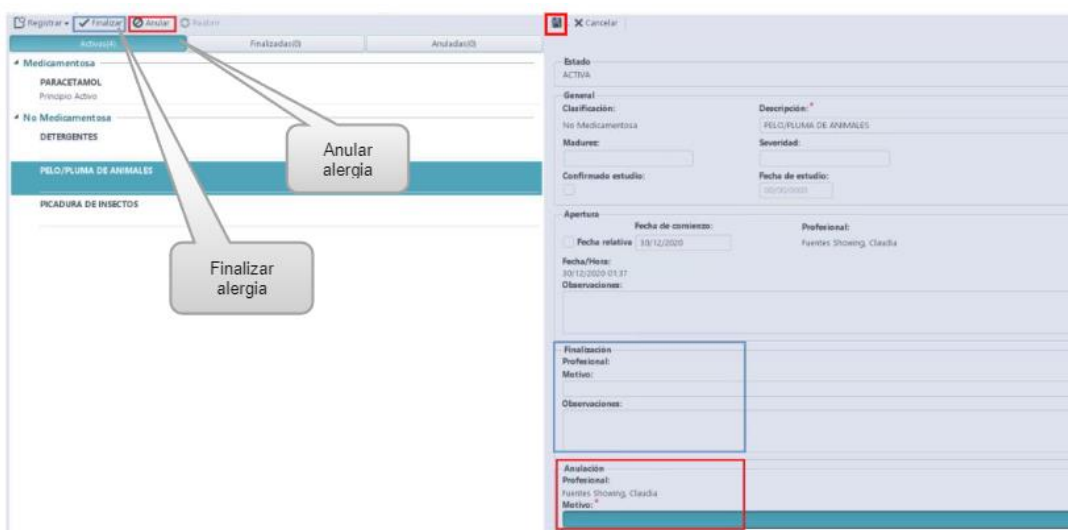 Registrar Finalizar Anular Reabrir
Activas(4) Finalizadas(0) Anuladas(0)
Medicamentosa
PARACETAMOL
Principio Activo
No Medicamentosa
DETERGENTES
PELO/PLUMA DE ANIMALES
PICADURA DE INSECTOS
Anular
alergia
Finalizar
alergia
Cancelar
Estado
ACTIVA
General
Clasificación: Descripción:*
No Medicamentosa PELO/PLUMA DE ANIMALES
Madurez: Severidad:
Confirmado estudio: Fecha de estudio:
00/00/0000
Apertura
Fecha de comienzo: Profesional:
Fecha relativa 30/12/2020 Fuentes Showing, Claudia
Fecha/Hora:
30/12/2020 01:37
Observaciones:
Finalización
Profesional:
Motivo:
Observaciones:
Anulación
Profesional:
Fuentes Showing, Claudia
Motivo:*